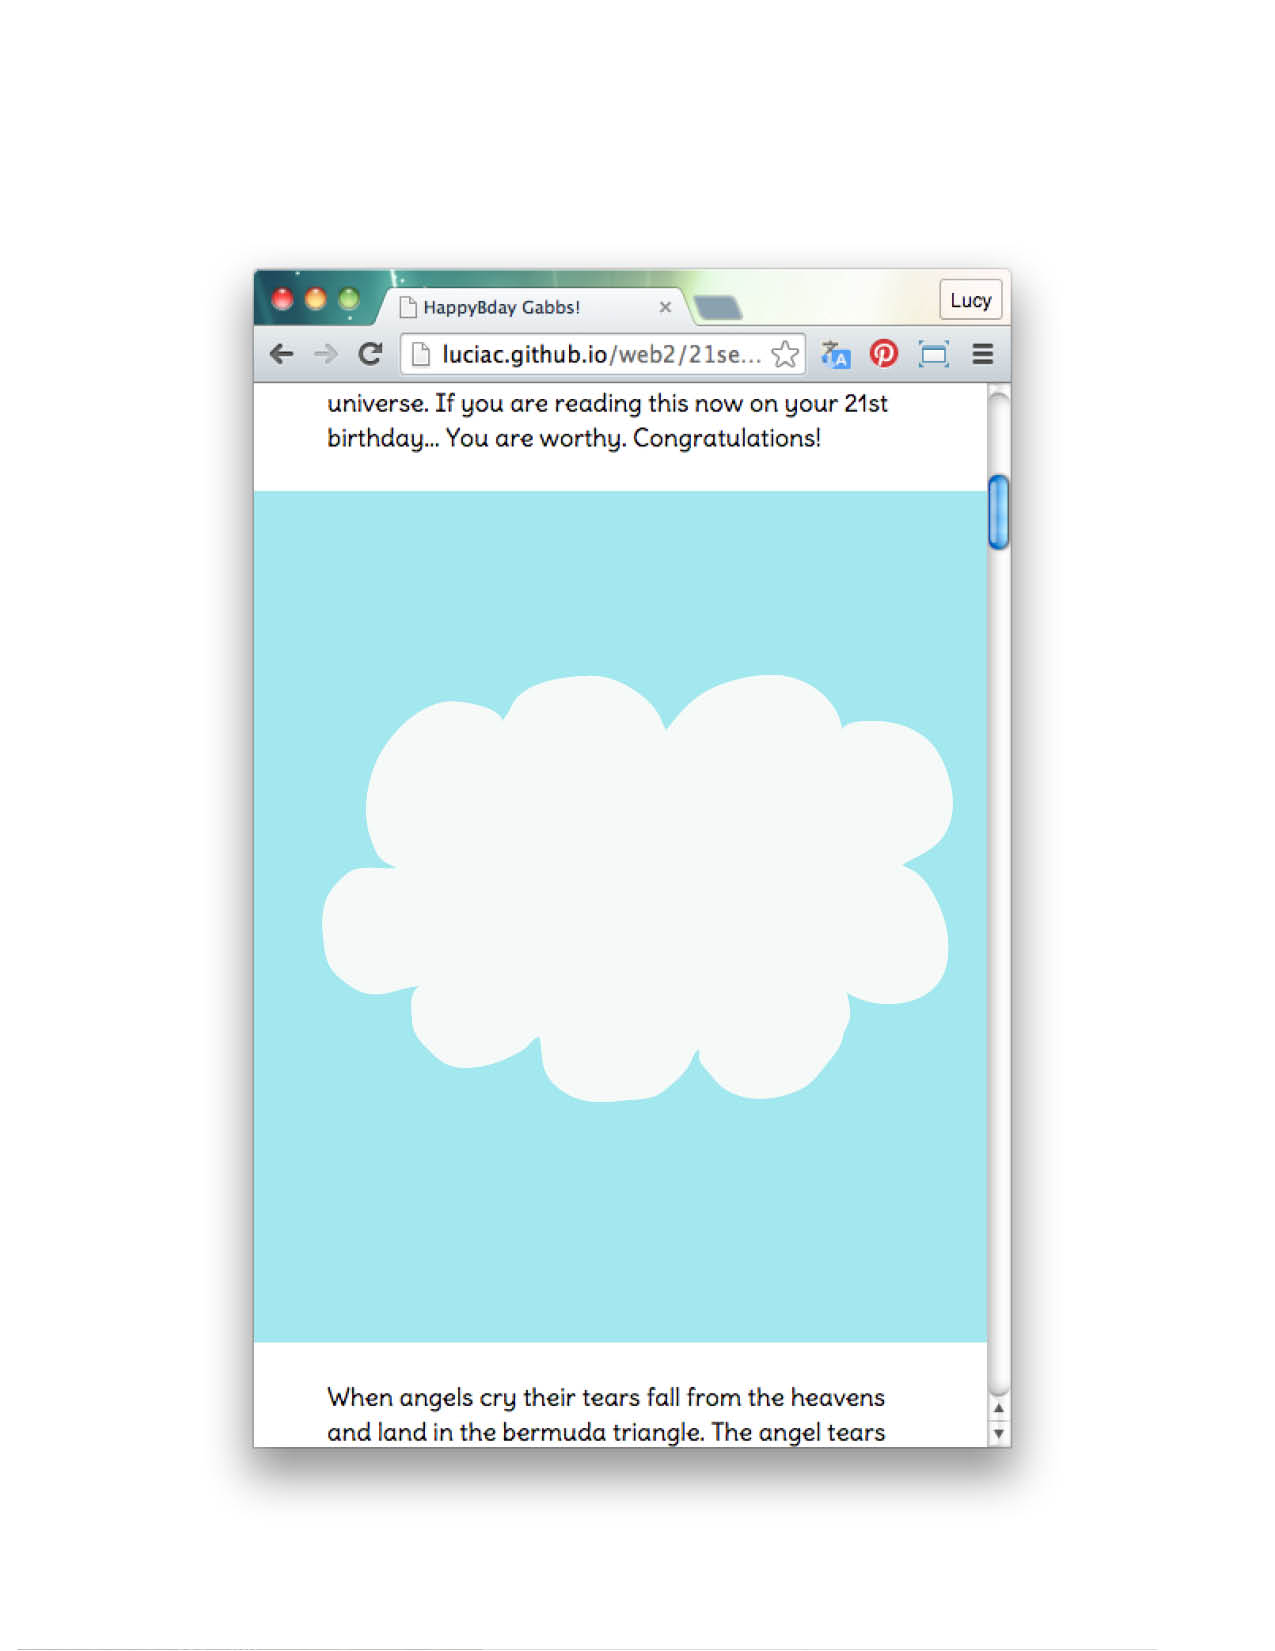 HappyBday Gabbs!
Lucy
luciac.github.io/web2/21se...
universe. If you are reading this now on your 21st
birthday... You are worthy. Congratulations!
When angels cry their tears fall from the heavens
and land in the bermuda triangle. The angel tears